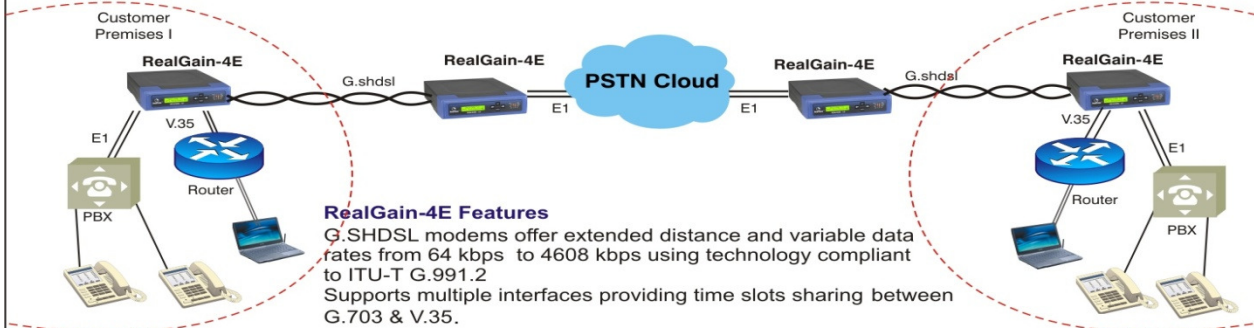 Customer
Premises I
Customer
Premises II
RealGain-4E
RealGain-4E
PSTN Cloud
RealGain-4E
RealGain-4E
G.shdsl
G.shdsl
E1
E1
V.35
E1
V.35
E1
Router
PBX
Router
PBX
RealGain-4E Features
G.SHDSL modems offer extended distance and variable data
rates from 64 kbps to 4608 kbps using technology compliant
to ITU-T G.991.2
Supports multiple interfaces providing time slots sharing between
G.703 & V.35.